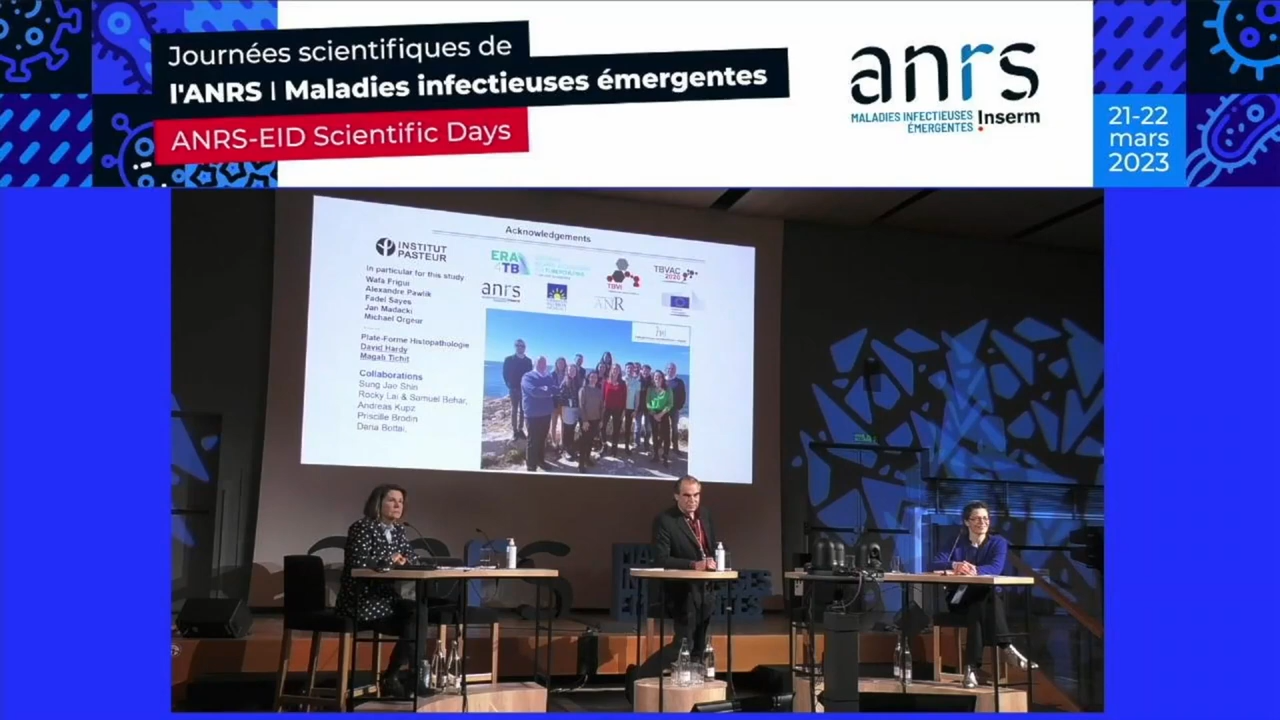 Journées scientifiques de
l'ANRS | Maladies infectieuses émergentes
ANRS-EID Scientific Days
anrs
MALADIES INFECTIEUSES
ÉMERGENTES
Inserm
21-22
mars
2023
Acknowledgements
INSTITUT
PASTEUR
ERA
4TB
TBVI
TBVAC
2020
anrs
ANR
In particular for this study:
Wafa Frigui
Alexandre Pawlik
Fadel Sayes
Jan Madacki
Michael Orgeur
Plate-Forme Histopathologie
David Hardy
Magali Tichit
Collaborations
Sung Jae Shin
Rocky Lai & Samuel Behar,
Andreas Kupz
Priscille Brodin
Daria Bottai,